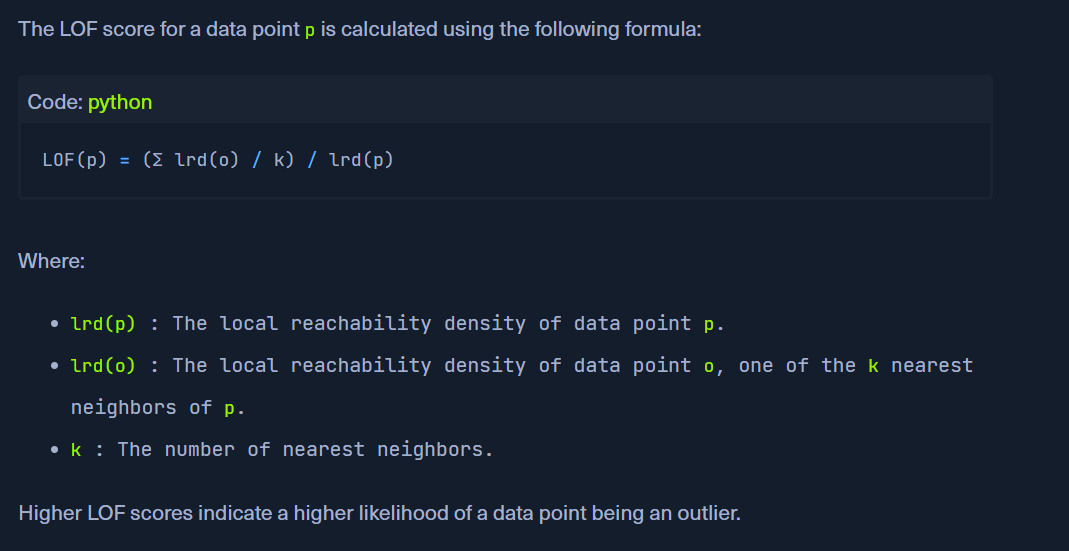 The LOF score for a data point p is calculated using the following formula:
Code: python
LOF(p) = (Σ lrd(o) / k) / lrd(p)
Where:
• lrd(p) : The local reachability density of data point p.
• lrd(o) : The local reachability density of data point o, one of the k nearest
neighbors of p.
• k : The number of nearest neighbors.
Higher LOF scores indicate a higher likelihood of a data point being an outlier.